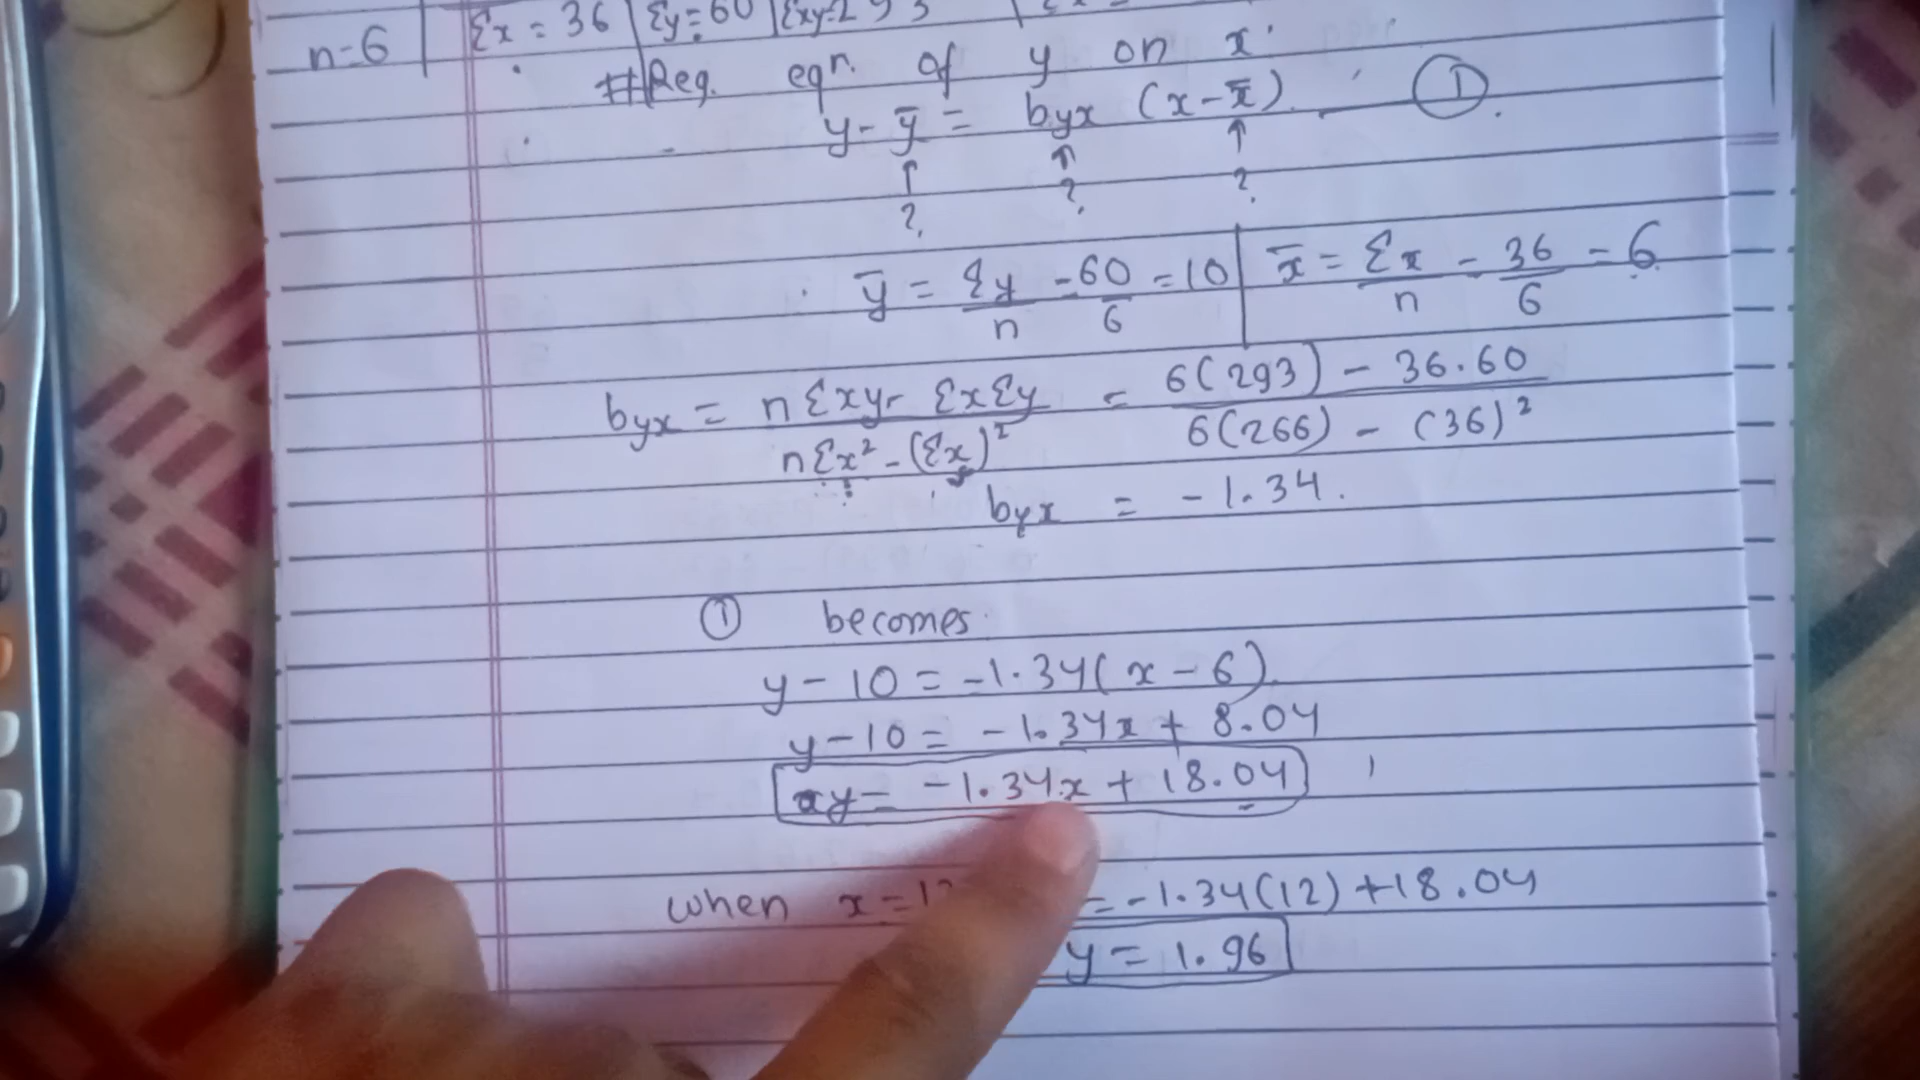 n=6 Σx = 36 Σy=60 Σxy=293
# Reg. eqn. of y on x.
y - ȳ = byx (x - x̄) ①
↑ ↑ ↑
? ? ?
ȳ = Σy/n = 60/6 = 10 | x̄ = Σx/n = 36/6 = 6
byx = (nΣxy - ΣxΣy)/(nΣx² - (Σx)²) = (6(293) - 36.60)/(6(266) - (36)²)
byx = -1.34.
① becomes
y - 10 = -1.34(x - 6)
y - 10 = -1.34x + 8.04
y = -1.34x + 18.04
when x = 12 = -1.34(12) + 18.04
y = 1.96